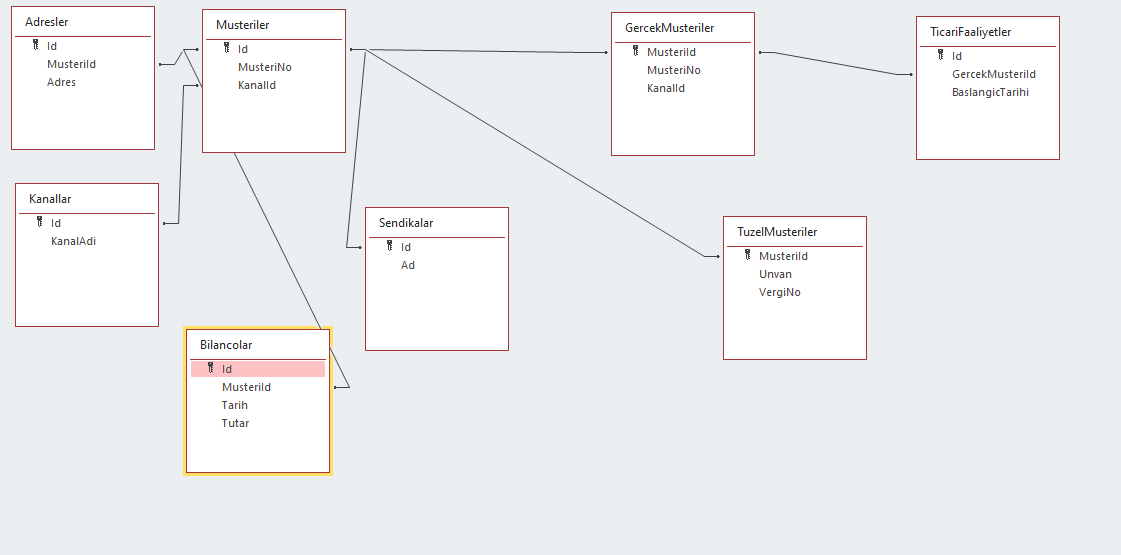 Adresler
Id
MusteriId
Adres
Musteriler
Id
MusteriNo
KanalId
GercekMusteriler
MusteriId
MusteriNo
KanalId
TicariFaaliyetler
Id
GercekMusteriId
BaslangicTarihi
Kanallar
Id
KanalAdi
Sendikalar
Id
Ad
TuzelMusteriler
MusteriId
Unvan
VergiNo
Bilancolar
Id
MusteriId
Tarih
Tutar